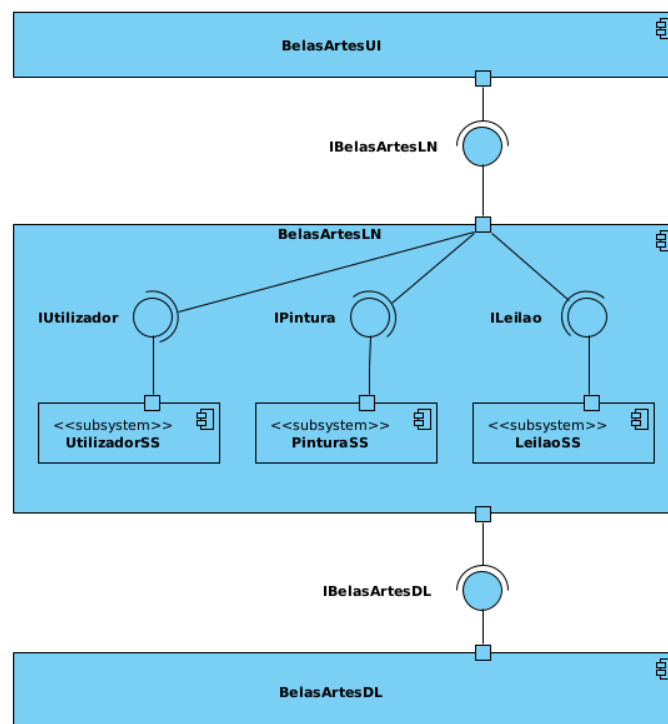 BelasArtesUI
IBelasArtesLN
BelasArtesLN
IUtilizador
IPintura
ILeilao
<<subsystem>>
UtilizadorSS
<<subsystem>>
PinturaSS
<<subsystem>>
LeilaoSS
IBelasArtesDL
BelasArtesDL